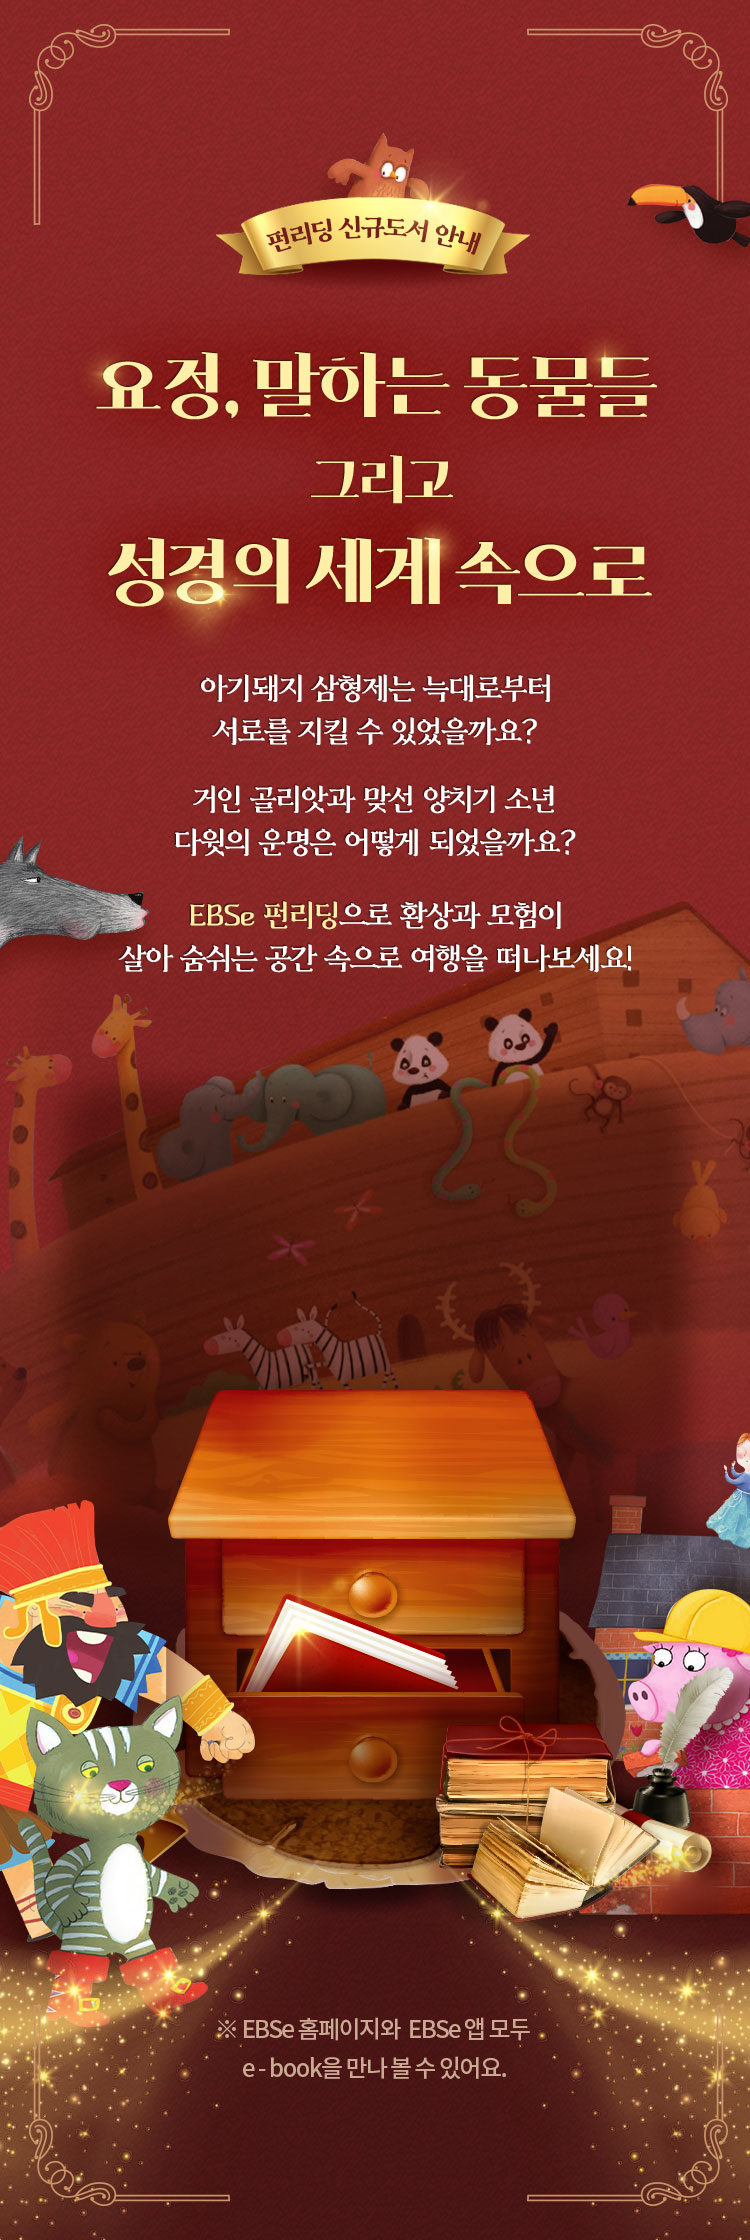 펀리딩 신규도서 안내
요정, 말하는 동물들
그리고
성경의 세계 속으로
아기돼지 삼형제는 늑대로부터
서로를 지킬 수 있었을까요?
거인 골리앗과 맞선 양치기 소년
다윗의 운명은 어떻게 되었을까요?
EBSe 펀리딩으로 환상과 모험이
살아 숨쉬는 공간 속으로 여행을 떠나보세요!
※ EBSe 홈페이지와 EBSe 앱 모두
e - book을 만나 볼 수 있어요.